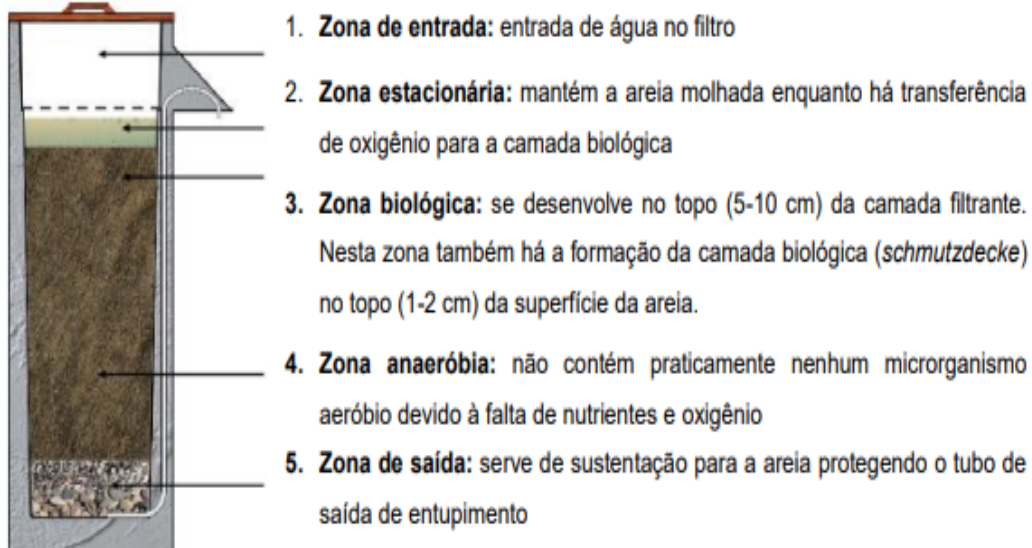 1. Zona de entrada: entrada de água no filtro
2. Zona estacionária: mantém a areia molhada enquanto há transferência
de oxigênio para a camada biológica
3. Zona biológica: se desenvolve no topo (5-10 cm) da camada filtrante.
Nesta zona também há a formação da camada biológica (schmutzdecke)
no topo (1-2 cm) da superfície da areia.
4. Zona anaeróbia: não contém praticamente nenhum microrganismo
aeróbio devido à falta de nutrientes e oxigênio
5. Zona de saída: serve de sustentação para a areia protegendo o tubo de
saída de entupimento